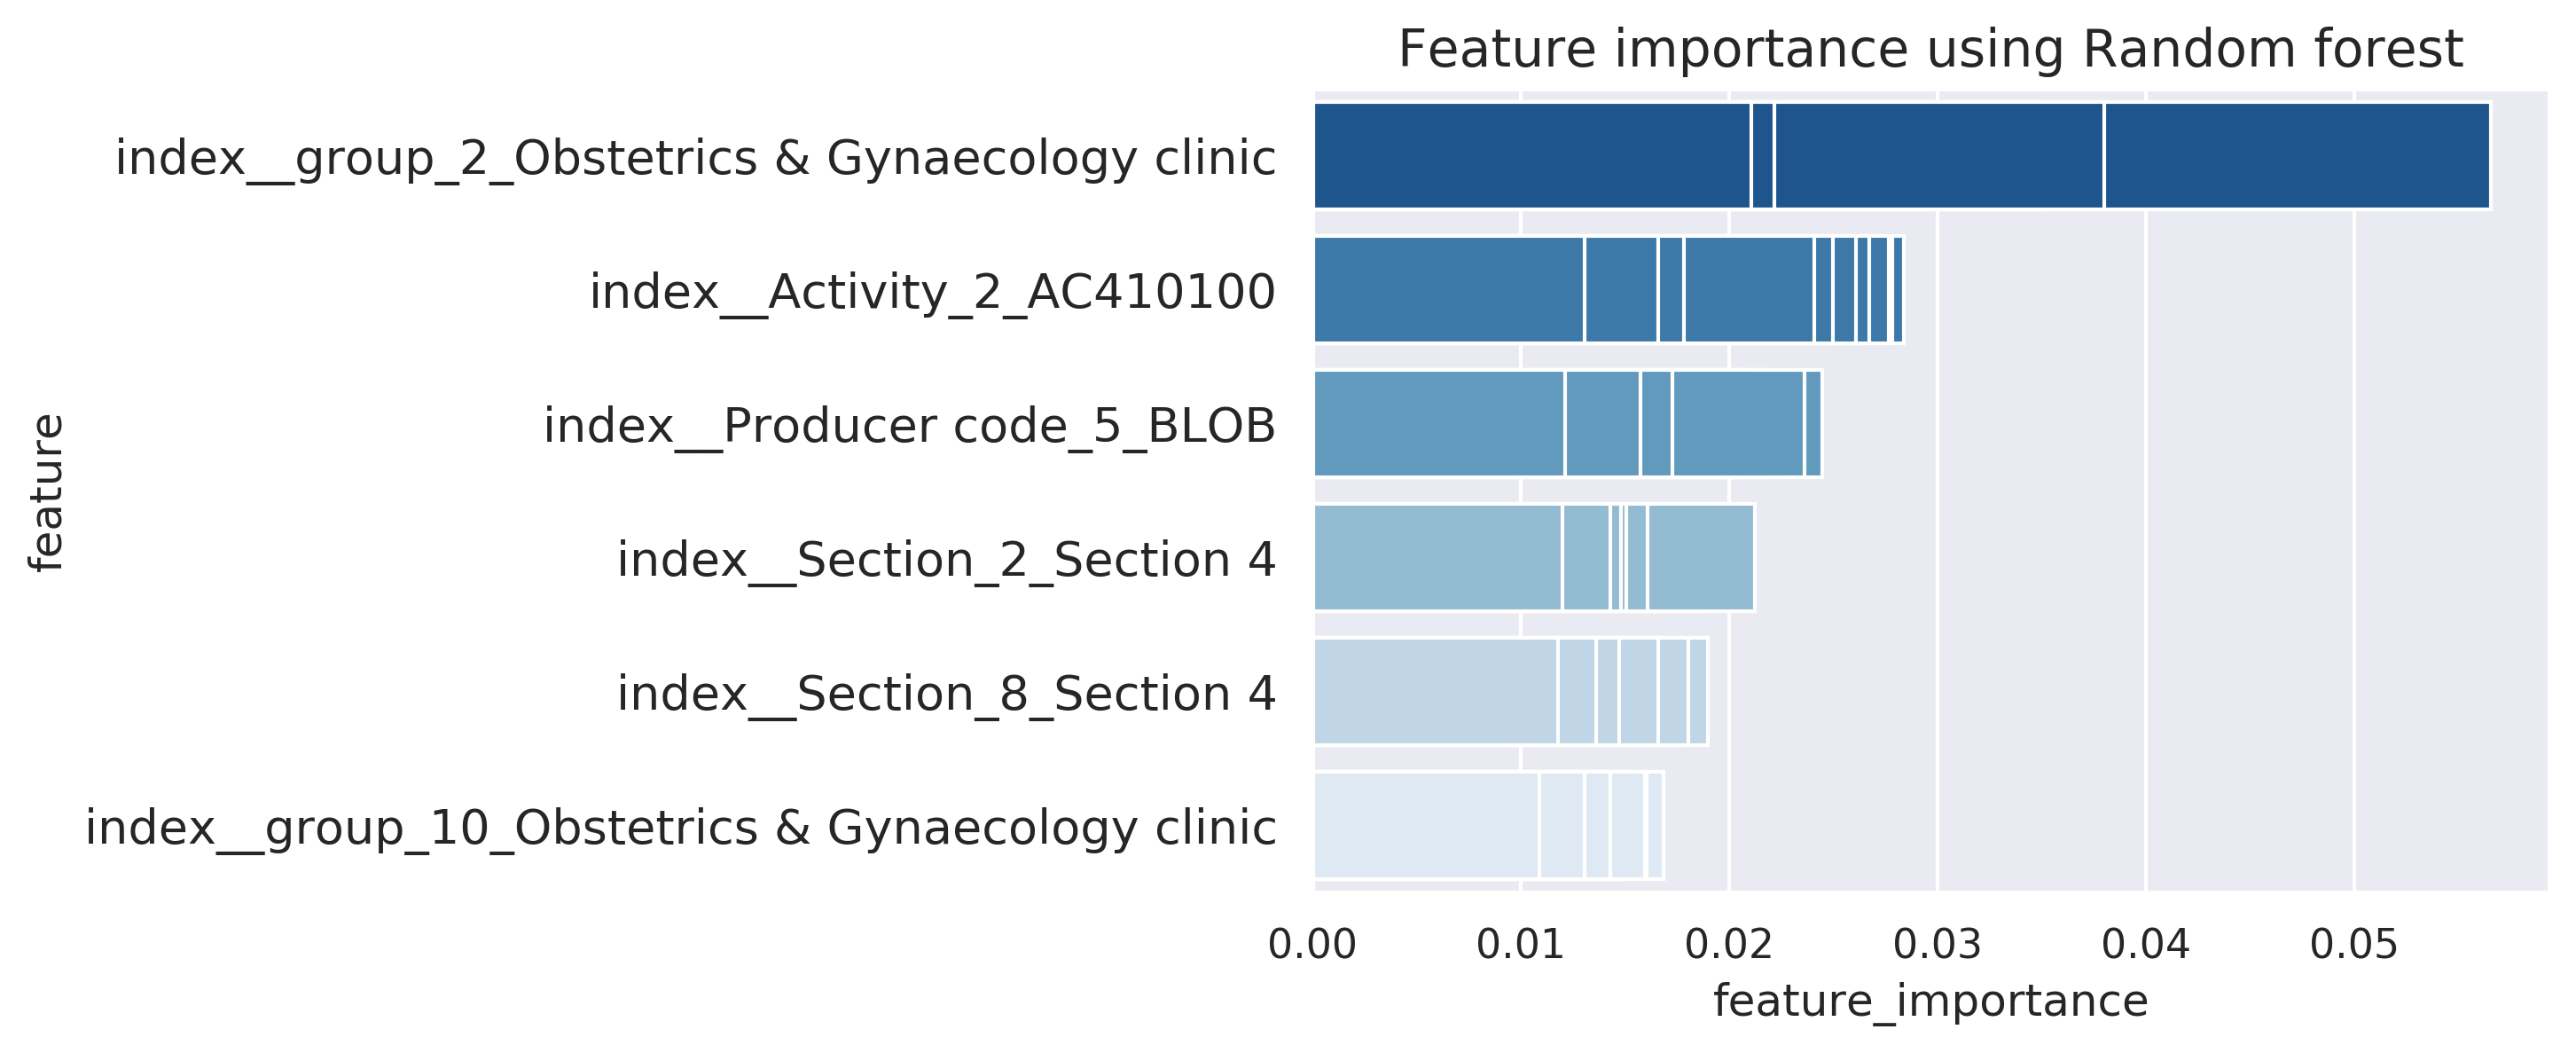 Feature importance using Random forest
feature
index__group_2_Obstetrics & Gynaecology clinic
index__Activity_2_AC410100
index__Producer code_5_BLOB
index__Section_2_Section 4
index__Section_8_Section 4
index__group_10_Obstetrics & Gynaecology clinic
0.00 0.01 0.02 0.03 0.04 0.05
feature_importance